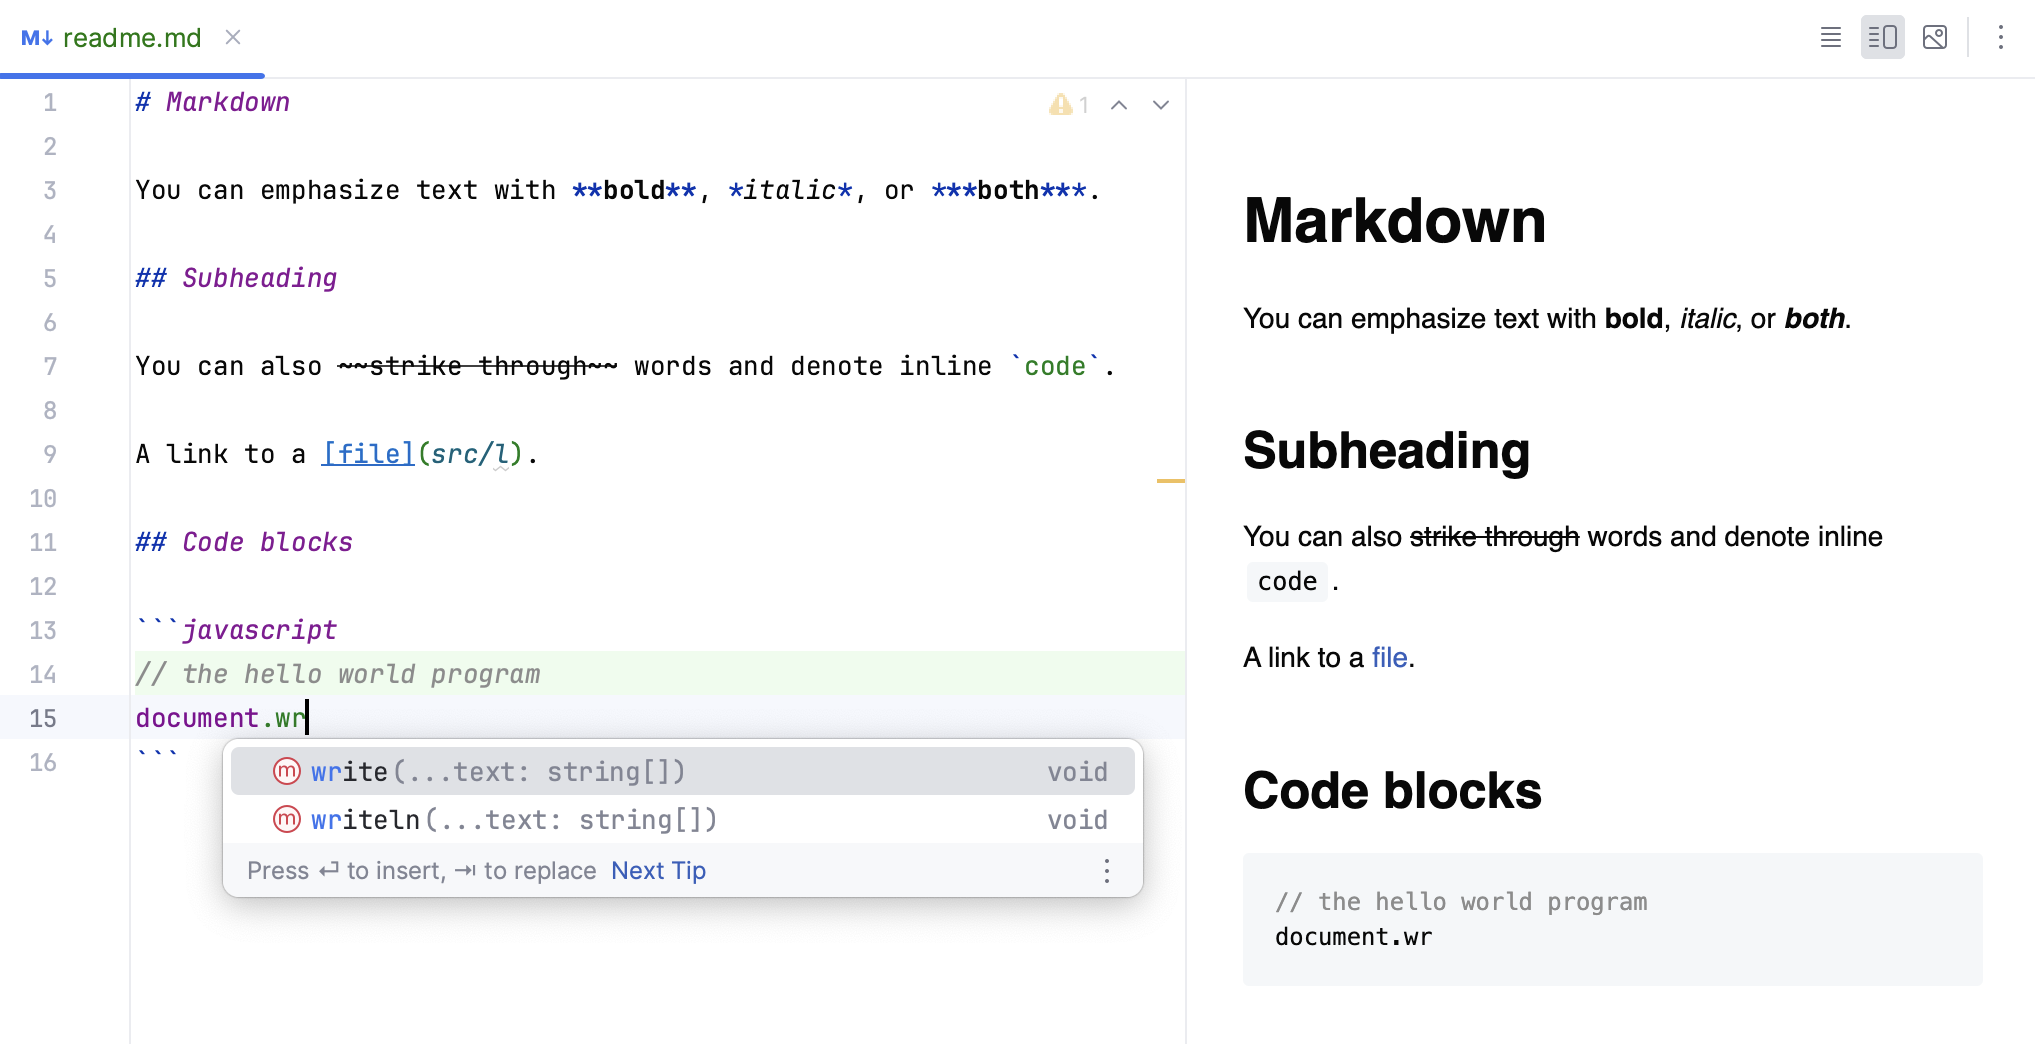 M↓ readme.md
1 # Markdown
1
2
3 You can emphasize text with **bold**, *italic*, or ***both***.
4
5 ## Subheading
6
7 You can also ~~strike through~~ words and denote inline `code`.
8
9 A link to a [file](src/l).
10
11 ## Code blocks
12
13 ```javascript
14 // the hello world program
15 document.wr
16 ```
m write(...text: string[]) void
m writeln(...text: string[]) void
Press ↵ to insert, ⇥ to replace Next Tip
Markdown
You can emphasize text with bold, italic, or both.
Subheading
You can also strike through words and denote inline
code .
A link to a file.
Code blocks
// the hello world program
document.wr